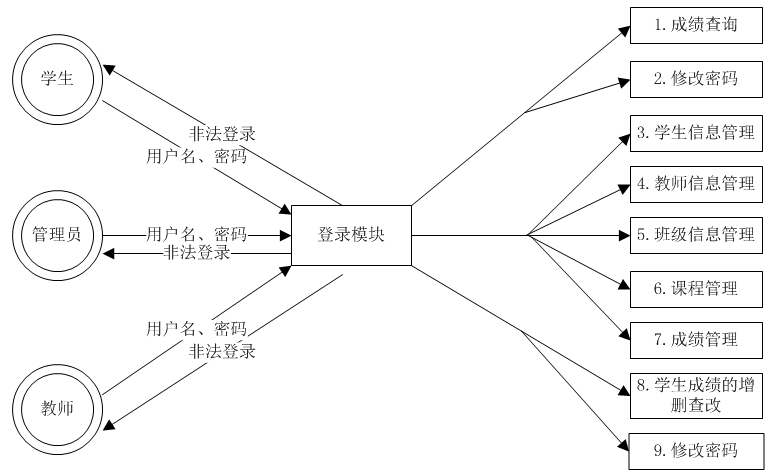 学生
非法登录
用户名、密码
管理员
用户名、密码
非法登录
教师
用户名、密码
非法登录
登录模块
1.成绩查询
2.修改密码
3.学生信息管理
4.教师信息管理
5.班级信息管理
6.课程管理
7.成绩管理
8.学生成绩的增
删查改
9.修改密码